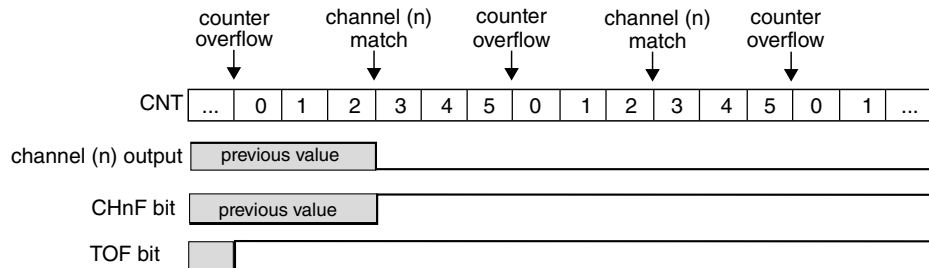 counter overflow
channel (n) match
counter overflow
channel (n) match
counter overflow
CNT ... 0 1 2 3 4 5 0 1 2 3 4 5 0 1 ...
channel (n) output previous value
CHnF bit previous value
TOF bit